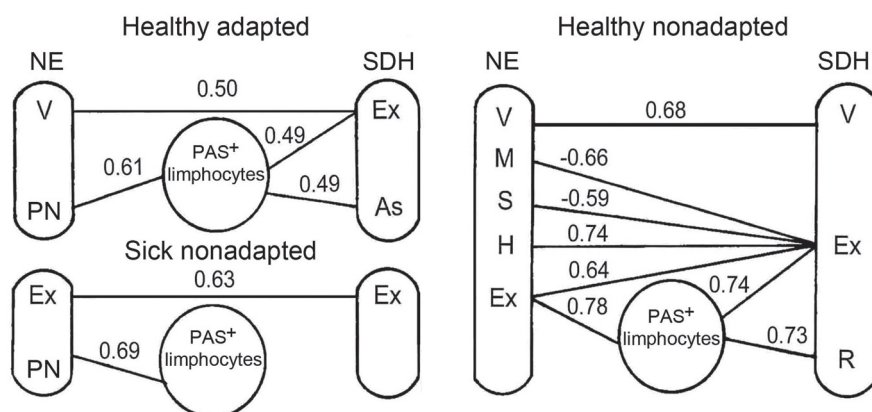 Healthy adapted
NE SDH
V 0.50 Ex
PAS+
limphocytes
0.49
0.61
0.49
PN As
Sick nonadapted
Ex 0.63 Ex
PAS+
limphocytes
0.69
PN
Healthy nonadapted
NE SDH
V 0.68 V
M -0.66
S -0.59
H 0.74 Ex
0.64
Ex 0.74
0.78
PAS+
limphocytes
0.73
R